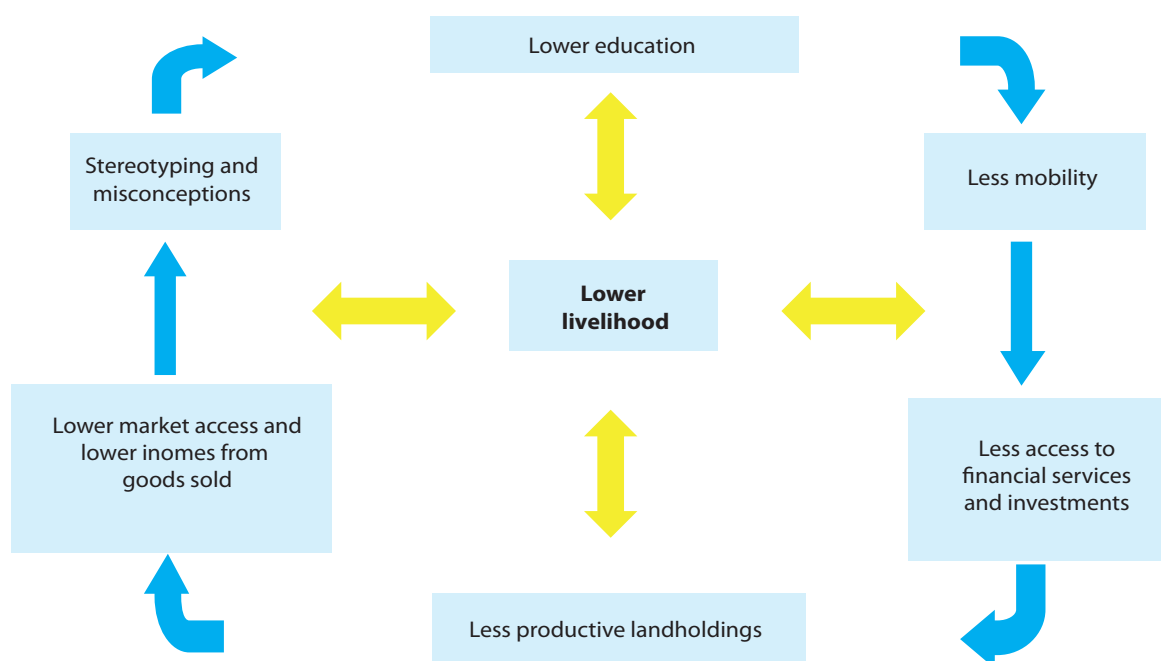 Lower education
Stereotyping and
misconceptions
Less mobility
Lower
livelihood
Lower market access and
lower inomes from
goods sold
Less access to
financial services
and investments
Less productive landholdings